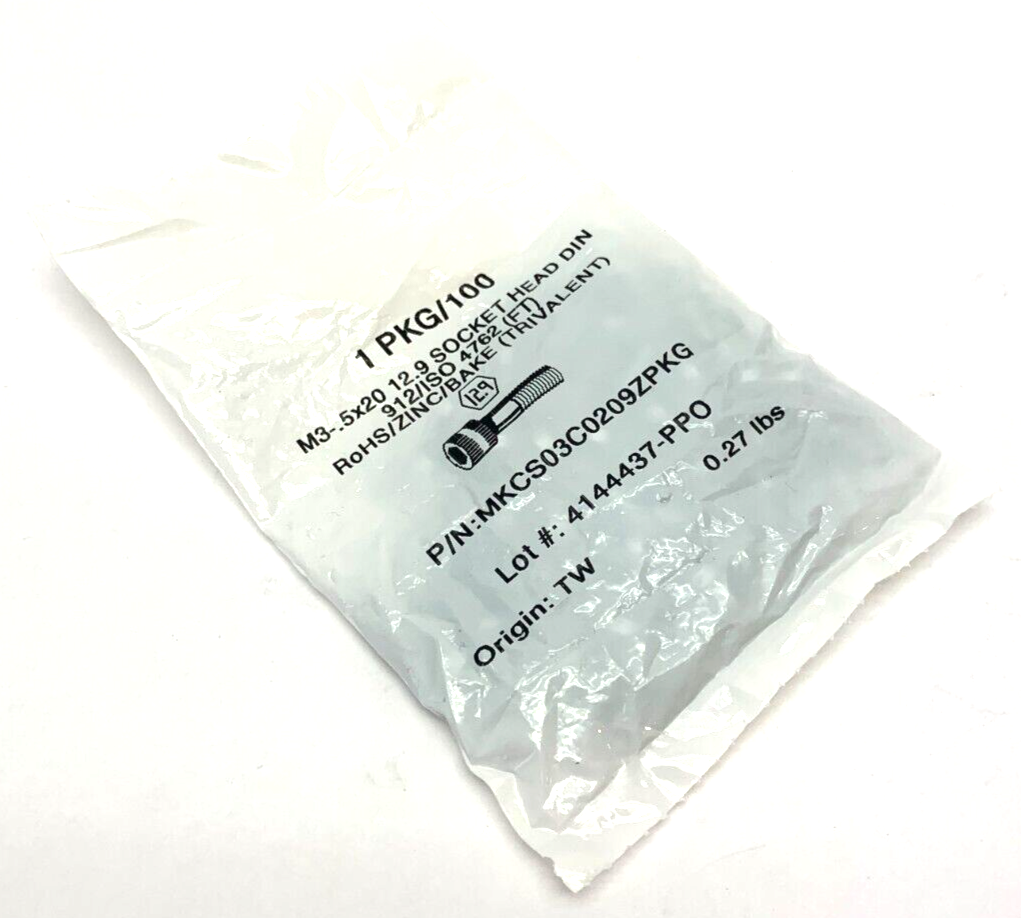 1 PKG/100
M3-.5x20 12.9 SOCKET HEAD DIN
912/ISO 4762 (FT)
RoHS/ZINC/BAKE (TRIVALENT)
12.9
P/N:MKCS03C0209ZPKG
Lot #: 4144437-PPO
0.27 lbs
Origin: TW